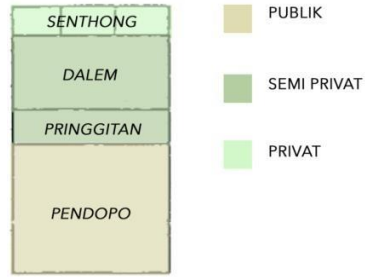 SENTHONG
DALEM
PRINGGITAN
PENDOPO
PUBLIK
SEMI PRIVAT
PRIVAT